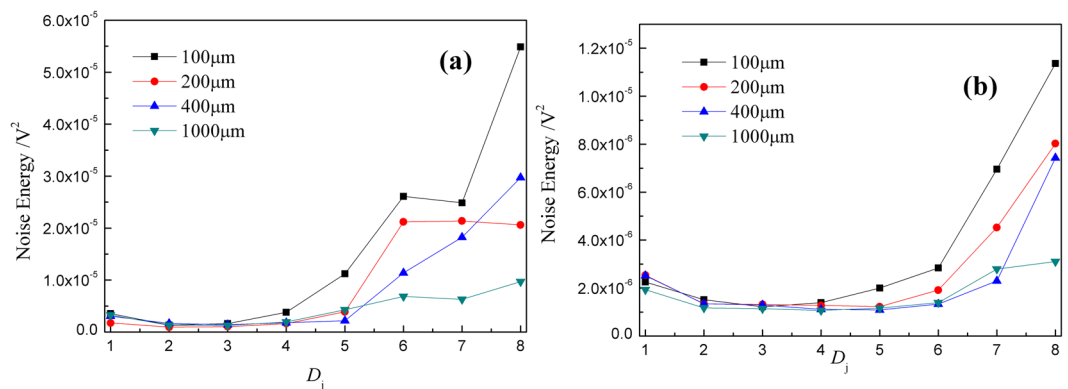 6.0x10⁻⁵
5.0x10⁻⁵
4.0x10⁻⁵
3.0x10⁻⁵
2.0x10⁻⁵
1.0x10⁻⁵
0.0
Noise Energy /V²
100μm
200μm
400μm
1000μm
(a)
1 2 3 4 5 6 7 8
Dj
1.2x10⁻⁵
1.0x10⁻⁵
8.0x10⁻⁶
6.0x10⁻⁶
4.0x10⁻⁶
2.0x10⁻⁶
0.0
Noise Energy /V²
100μm
200μm
400μm
1000μm
(b)
1 2 3 4 5 6 7 8
Dj